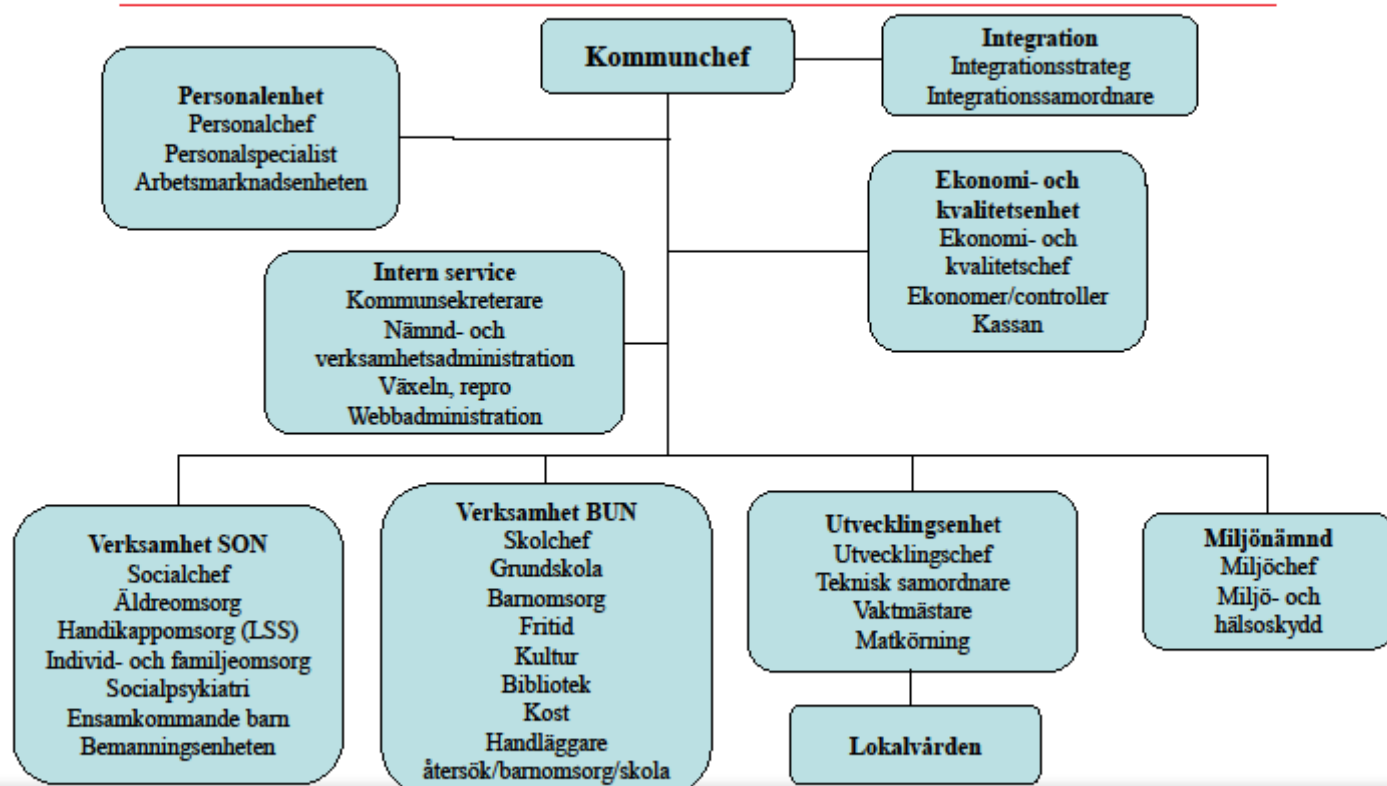 Kommunchef
Integration
Integrationsstrateg
Integrationssamordnare
Personalenhet
Personalchef
Personalspecialist
Arbetsmarknadsenheten
Ekonomi- och
kvalitetsenhet
Ekonomi- och
kvalitetschef
Ekonomer/controller
Kassan
Intern service
Kommunsekreterare
Nämnd- och
verksamhetsadministration
Växeln, repro
Webbadministration
Verksamhet SON
Socialchef
Äldreomsorg
Handikappomsorg (LSS)
Individ- och familjeomsorg
Socialpsykiatri
Ensamkommande barn
Bemanningsenheten
Verksamhet BUN
Skolchef
Grundskola
Barnomsorg
Fritid
Kultur
Bibliotek
Kost
Handläggare
återsök/barnomsorg/skola
Utvecklingsenhet
Utvecklingschef
Teknisk samordnare
Vaktmästare
Matkörning
Lokalvården
Miljönämnd
Miljöchef
Miljö- och
hälsoskydd